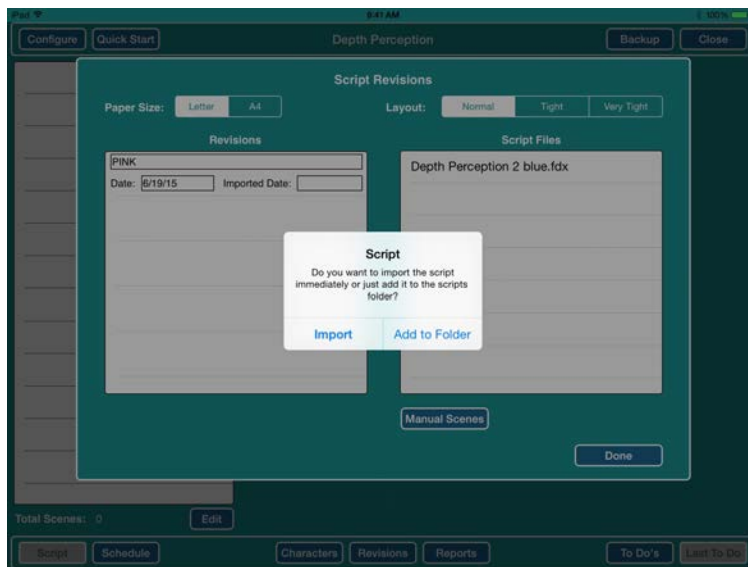 iPad 9:41 AM 100%
Configure Quick Start Depth Perception Backup Close
Script Revisions
Paper Size: Letter A4 Layout: Normal Tight Very Tight
Revisions Script Files
PINK
Depth Perception 2 blue.fdx
Date: 6/19/15 Imported Date:
Script
Do you want to import the script
immediately or just add it to the scripts
folder?
Import Add to Folder
Manual Scenes
Done
Total Scenes: 0 Edit
Script Schedule Characters Revisions Reports To Do's Last To Do